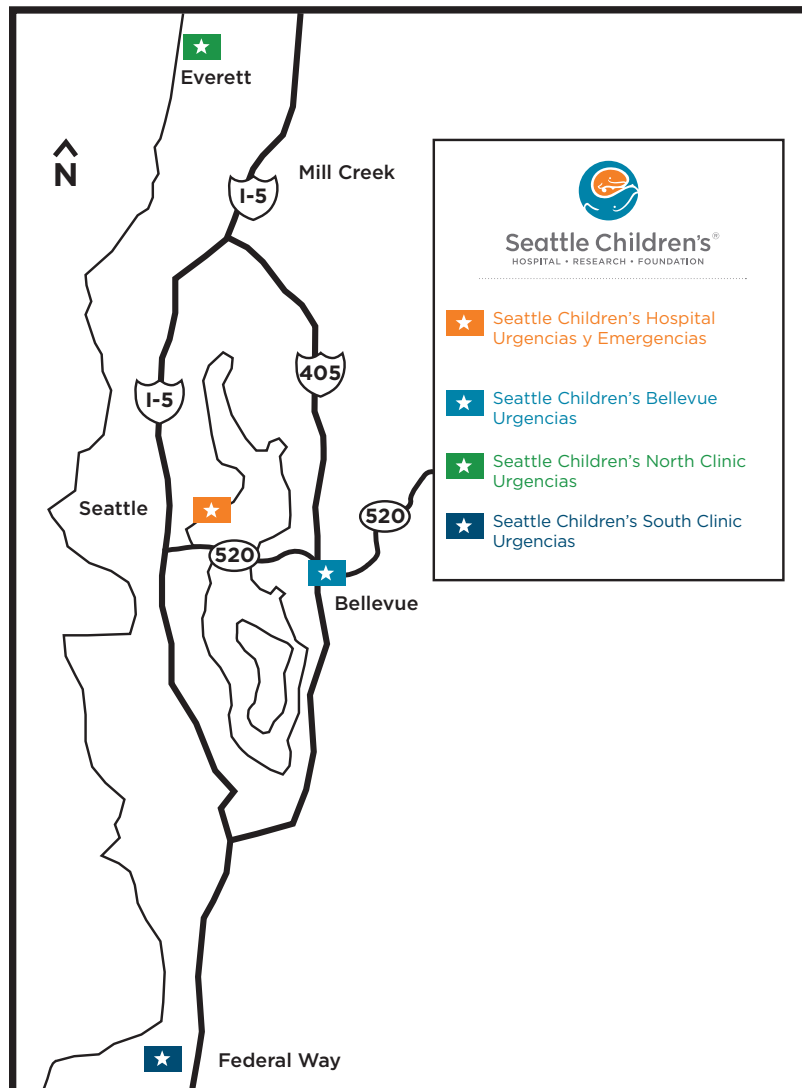 Everett
N
Mill Creek
I-5
Seattle Children's®
HOSPITAL • RESEARCH • FOUNDATION
Seattle Children's Hospital
Urgencias y Emergencias
405
I-5
Seattle Children's Bellevue
Urgencias
Seattle Children's North Clinic
Urgencias
Seattle
520
Seattle Children's South Clinic
Urgencias
520
Bellevue
Federal Way